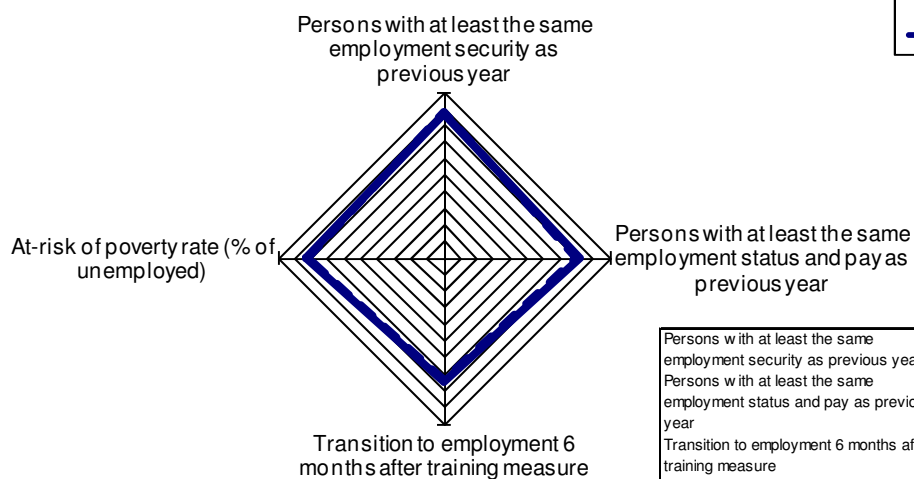 Persons with at least the same
employment security as
previous year
At-risk of poverty rate (% of
unemployed)
Persons with at least the same
employment status and pay as
previous year
Transition to employment 6
months after training measure
Persons with at least the same
employment security as previous
Persons with at least the same
employment status and pay as
year
Transition to employment 6 months
training measure